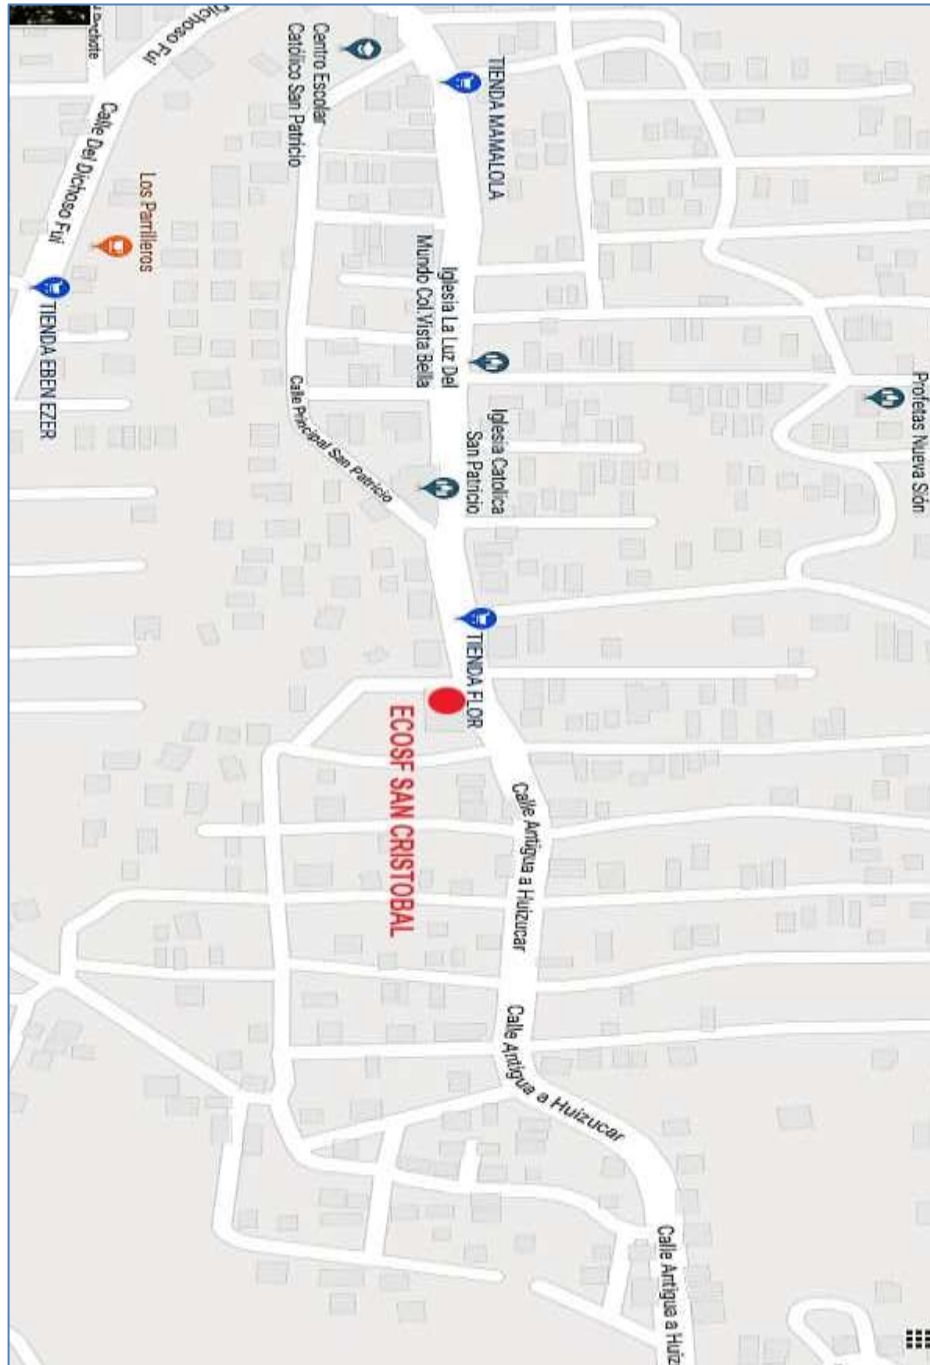 Dichoso Fui
Calle Del Dichoso Fui
Los Parrilleros
TIENDA EBEN EZER
Centro Escolar
Católico San Patricio
TIENDA MAMALOLA
Iglesia La Luz Del
Mundo Col.Vista Bella
Calle Principal San Patricio
Iglesia Catolica
San Patricio
Profetas Nueva Sión
TIENDA FLOR
ECOSF SAN CRISTOBAL
Calle Antigua a Huizucar
Calle Antigua a Huizucar
Calle Antigua a Huiz